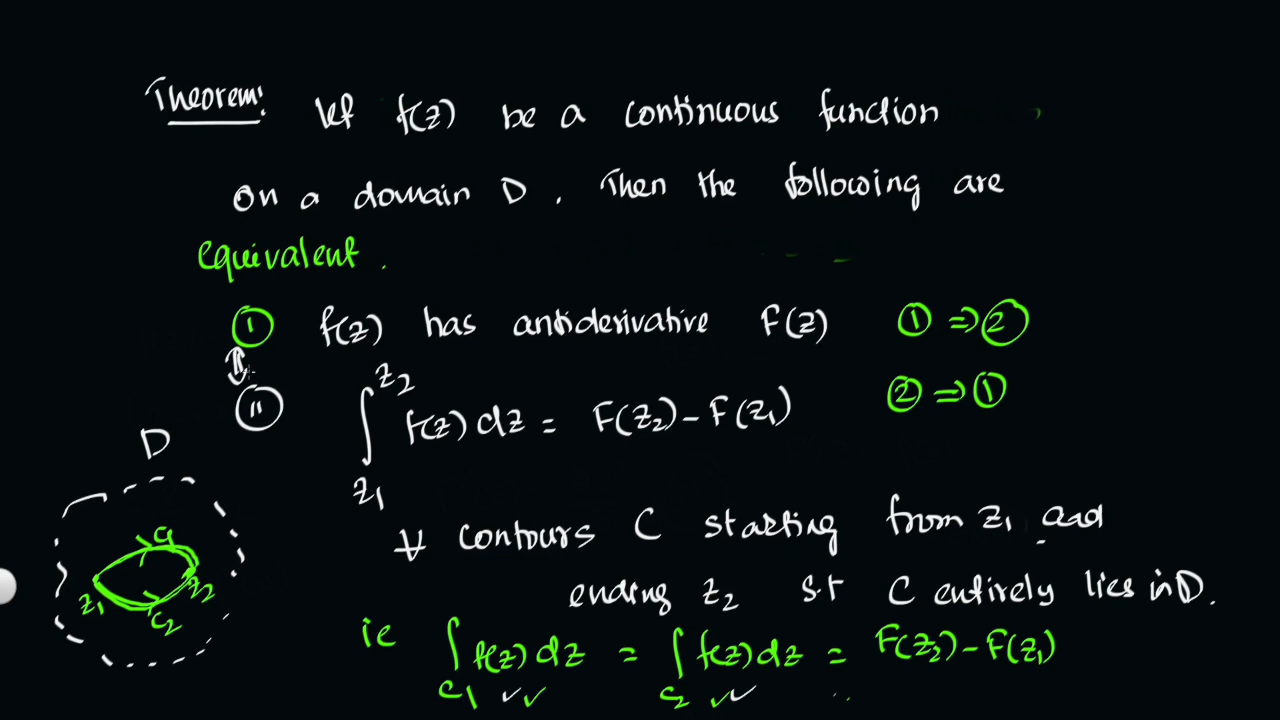 Theorem: Let f(z) be a continuous function
on a domain D. Then the following are
equivalent.
① f(z) has antiderivative F(z) ① ⇒ ②
⇕
⑪ ∫_{z₁}^{z₂} f(z) dz = F(z₂) - F(z₁) ② ⇒ ①
∀ contours C starting from z₁ and
ending z₂ s.t C entirely lies in D.
ie ∫_{C₁} f(z) dz = ∫_{C₂} f(z) dz = F(z₂) - F(z₁)
✓✓ ✓✓
D
C₁
z₁ z₂
C₂